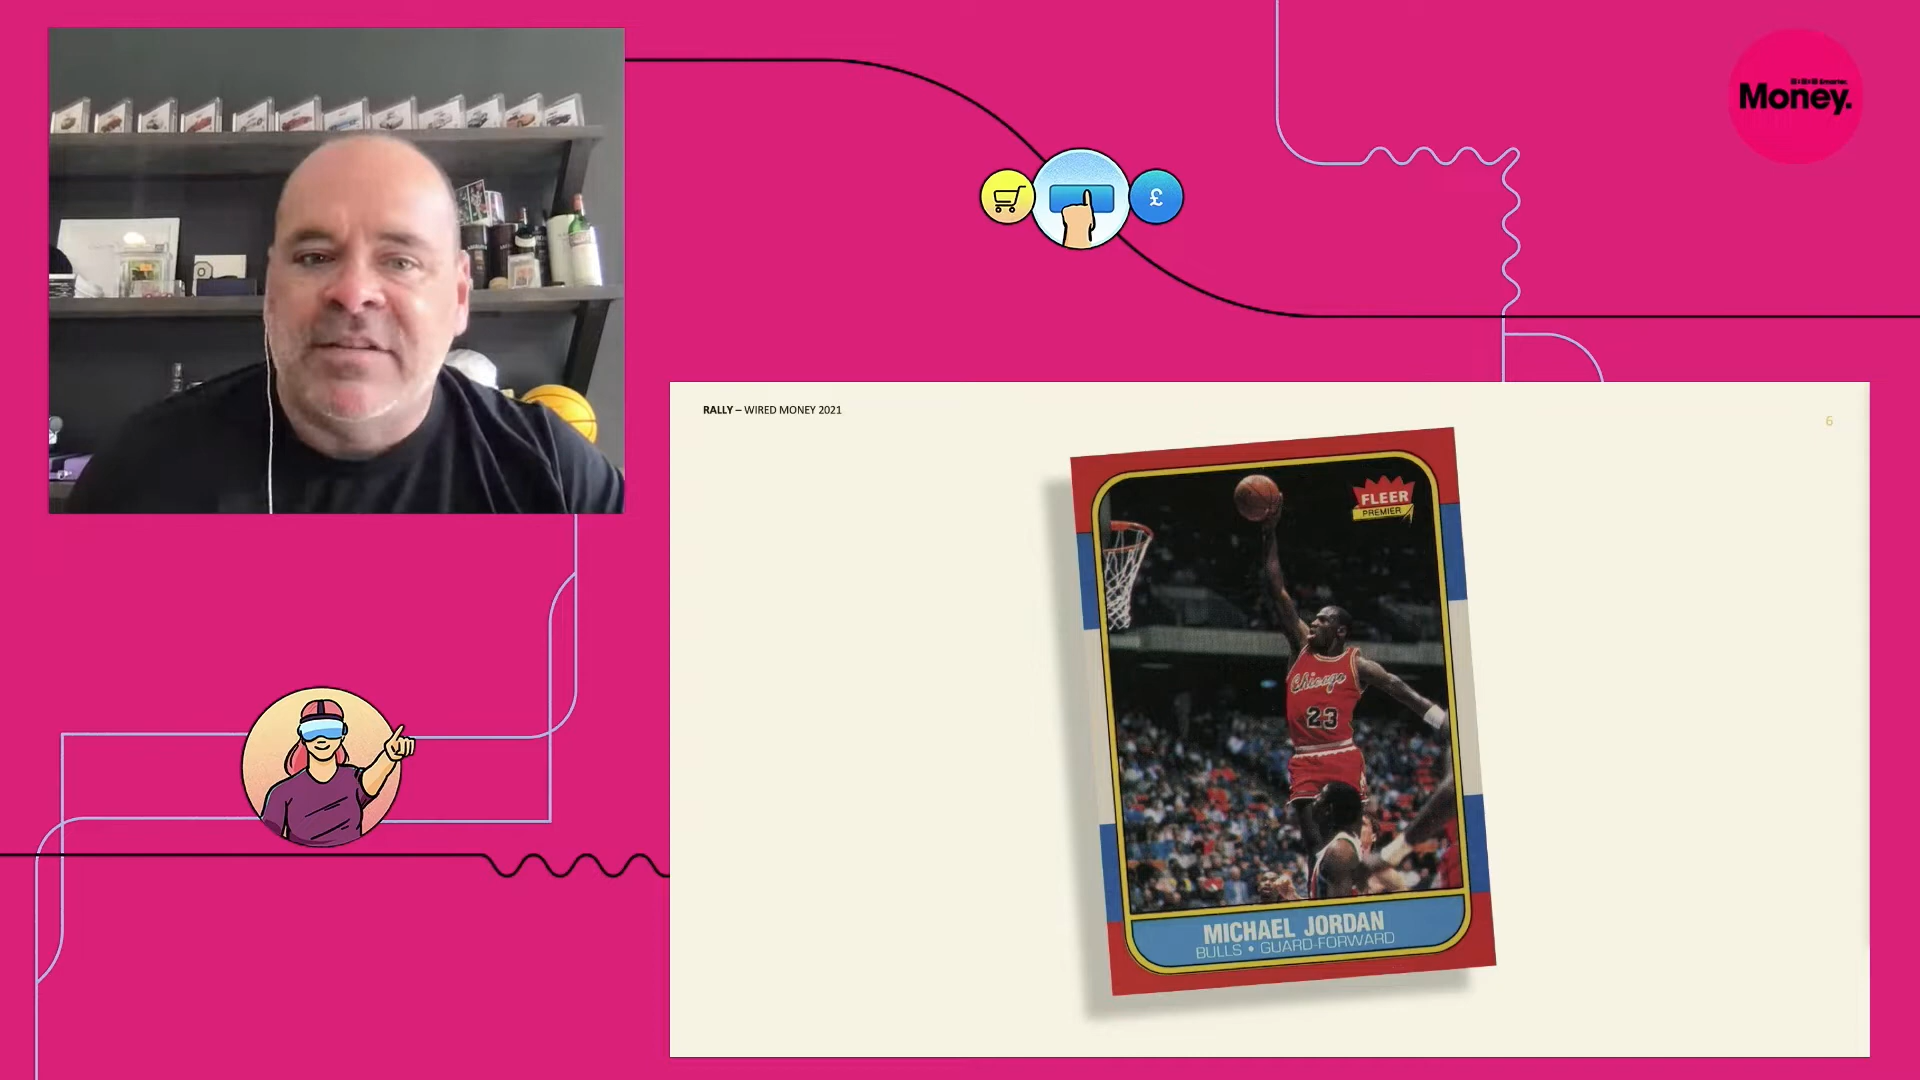 Money.
£
RALLY – WIRED MONEY 2021
6
FLEER
PREMIER
Chicago
23
MICHAEL JORDAN
BULLS • GUARD-FORWARD